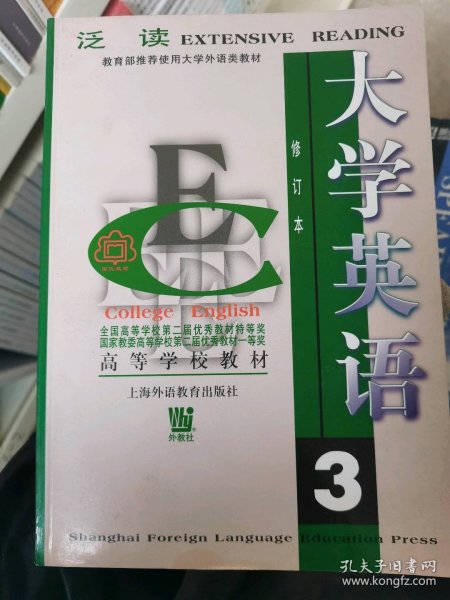 泛读 EXTENSIVE READING
教育部推荐使用大学外语类教材
大学英语
修订本
E
C
College English
全国高等学校第二届优秀教材特等奖
国家教委高等学校第二届优秀教材一等奖
高等学校教材
上海外语教育出版社
外教社
3
Shanghai Foreign Language Education Press
孔夫子旧书网
www.kongfz.com